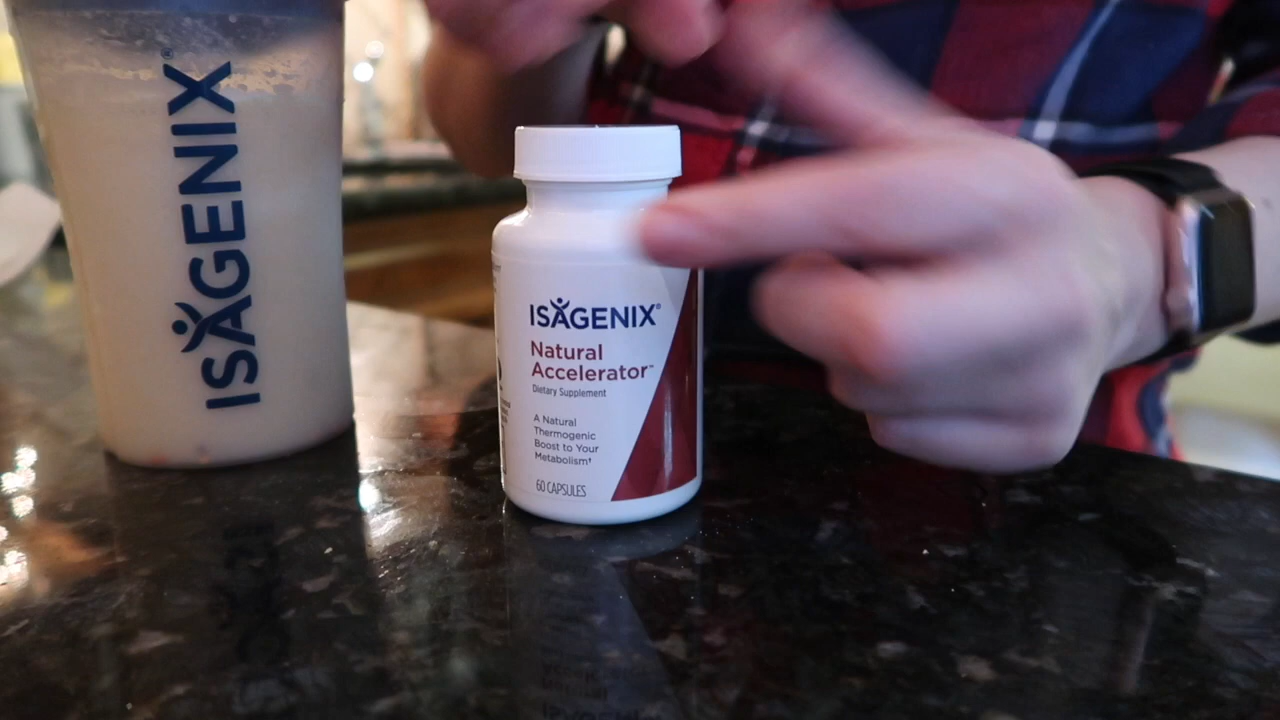 ISAGENIX®
ISAGENIX®
Natural
Accelerator™
Dietary Supplement
A Natural
Thermogenic
Boost to Your
Metabolism†
60 CAPSULES